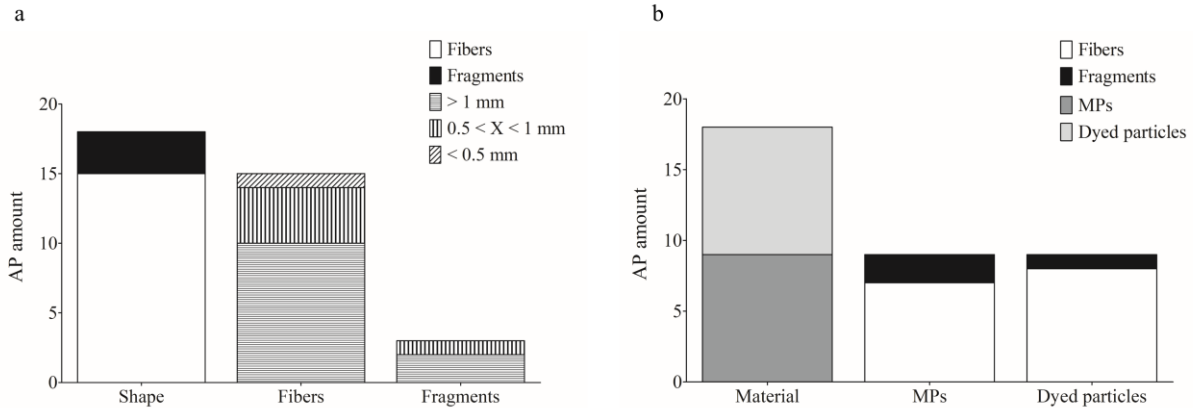 a
Fibers
Fragments
> 1 mm
0.5 < X < 1 mm
< 0.5 mm
AP amount
20
15
10
5
0
Shape Fibers Fragments
b
Fibers
Fragments
MPs
Dyed particles
AP amount
20
15
10
5
0
Material MPs Dyed particles